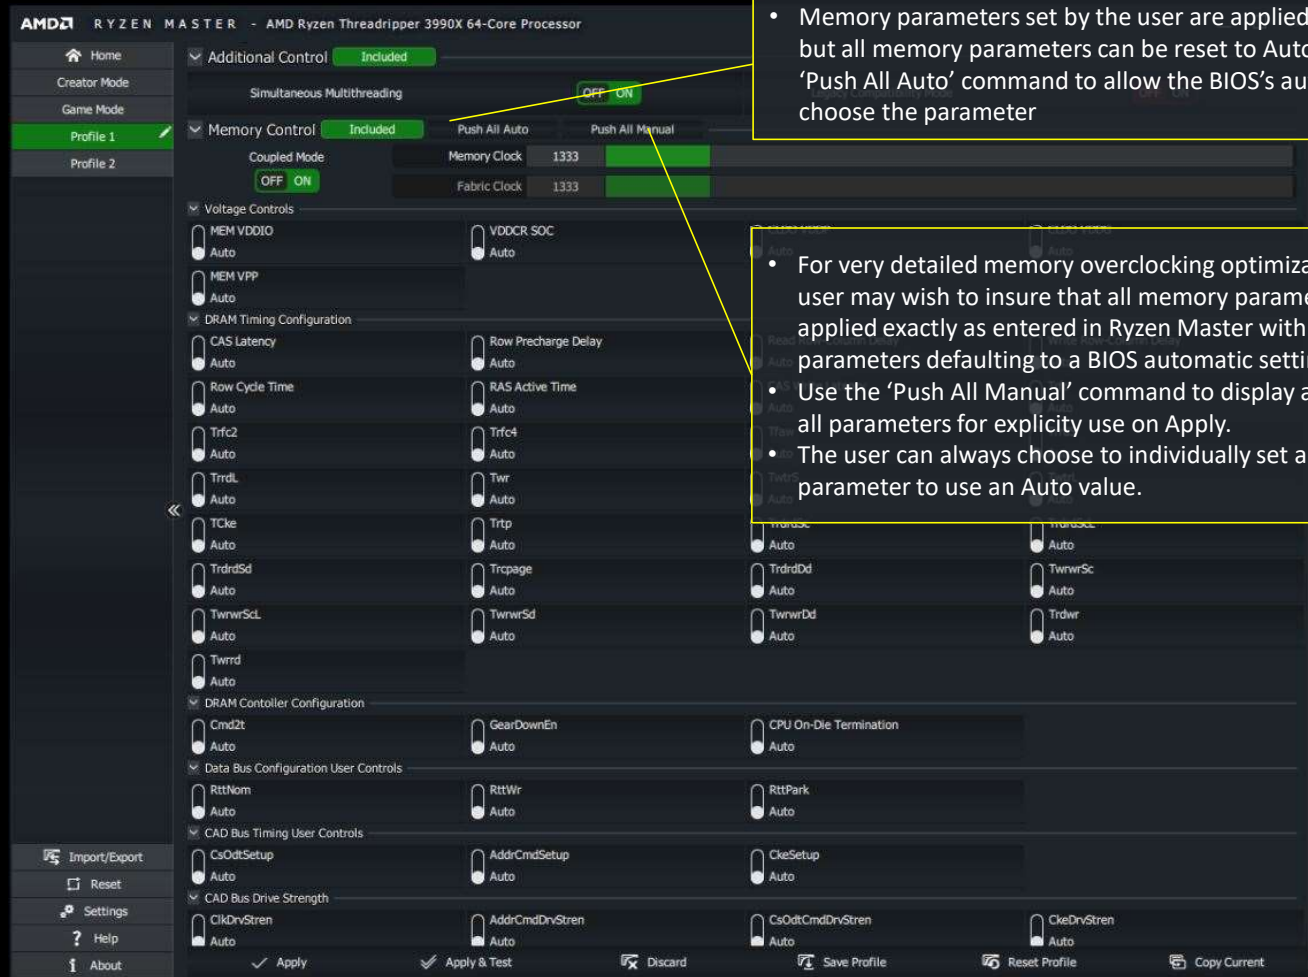 AMD RYZEN MASTER - AMD Ryzen Threadripper 3990X 64-Core Processor
• Memory parameters set by the user are applied
but all memory parameters can be reset to Auto
'Push All Auto' command to allow the BIOS's au
choose the parameter
Home
Creator Mode
Game Mode
Profile 1
Profile 2
Additional Control Included
Simultaneous Multithreading OFF ON
Memory Control Included Push All Auto Push All Manual
Coupled Mode Memory Clock 1333
OFF ON Fabric Clock 1333
Voltage Controls
MEM VDDIO VDDCR SOC
Auto Auto Auto Auto
MEM VPP
Auto
• For very detailed memory overclocking optimiza
user may wish to insure that all memory parame
applied exactly as entered in Ryzen Master with
parameters defaulting to a BIOS automatic settin
• Use the 'Push All Manual' command to display a
all parameters for explicity use on Apply.
• The user can always choose to individually set a
parameter to use an Auto value.
DRAM Timing Configuration
CAS Latency Row Precharge Delay
Auto Auto Auto
Row Cycle Time RAS Active Time
Auto Auto Auto
Trfc2 Trfc4
Auto Auto
TrrdL Twr
Auto Auto
TCke Trtp TrdrdSc TrdrdScL
Auto Auto Auto Auto
TrdrdSd Trcpage TrdrdDd TwrwrSc
Auto Auto Auto Auto
TwrwrScL TwrwrSd TwrwrDd Trdwr
Auto Auto Auto Auto
Twrrd
Auto
DRAM Contoller Configuration
Cmd2t GearDownEn CPU On-Die Termination
Auto Auto Auto
Data Bus Configuration User Controls
RttNom RttWr RttPark
Auto Auto Auto
CAD Bus Timing User Controls
CsOdtSetup AddrCmdSetup CkeSetup
Auto Auto Auto
CAD Bus Drive Strength
ClkDrvStren AddrCmdDrvStren CsOdtCmdDrvStren CkeDrvStren
Auto Auto Auto Auto
Import/Export
Reset
Settings
Help
About
Apply Apply & Test Discard Save Profile Reset Profile Copy Current